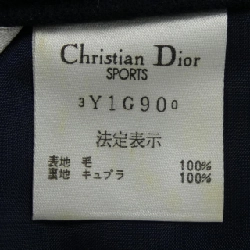 Christian Dior
SPORTS
3Y1G900
法定表示
表地 毛 100%
裏地 キュプラ 100%